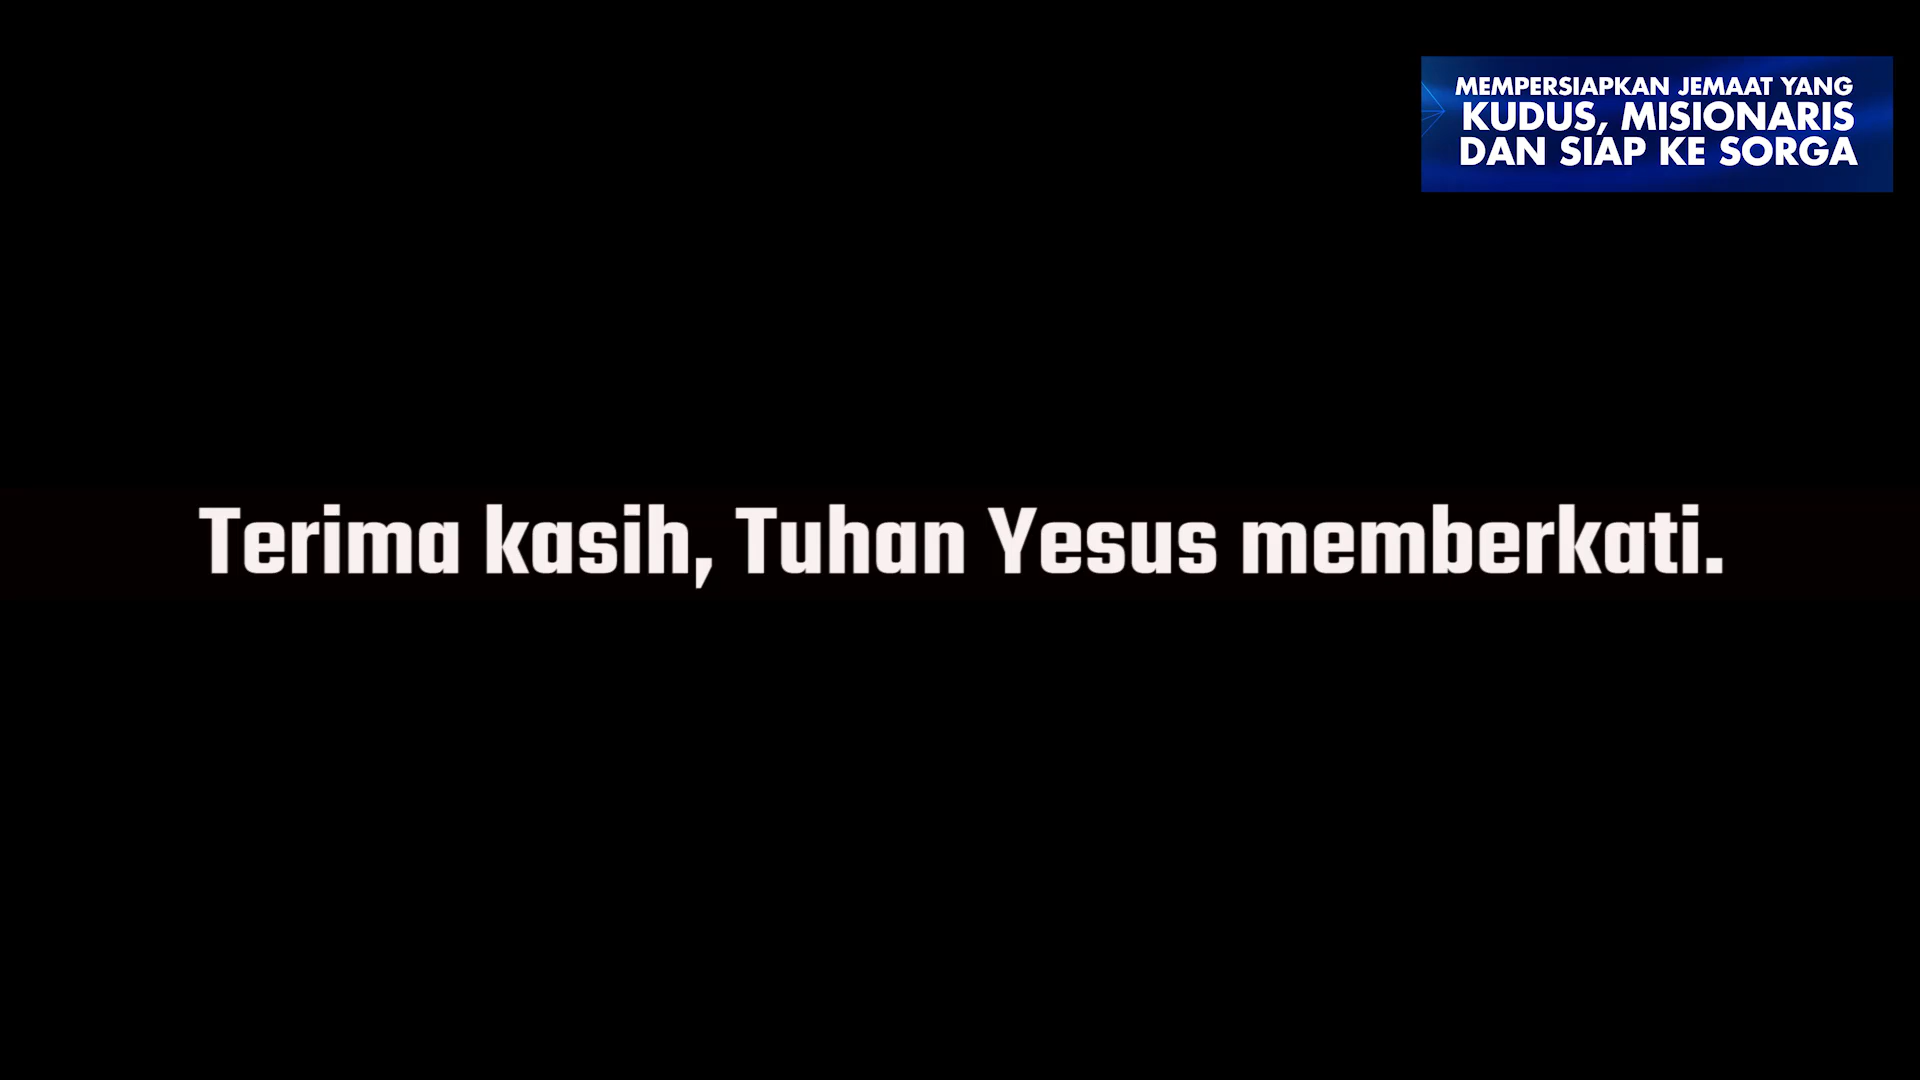 MEMPERSIAPKAN JEMAAT YANG
KUDUS, MISIONARIS
DAN SIAP KE SORGA
Terima kasih, Tuhan Yesus memberkati.